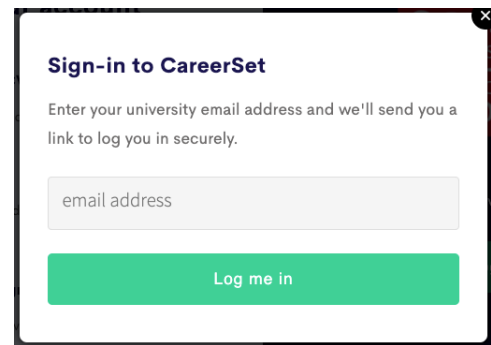 Sign-in to CareerSet
Enter your university email address and we'll send you a
link to log you in securely.
email address
Log me in